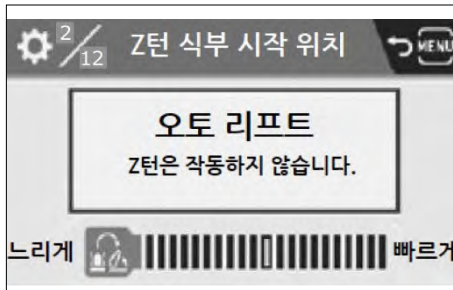 2/12 Z턴 식부 시작 위치 MENU
오토 리프트
Z턴은 작동하지 않습니다.
느리게 빠르게